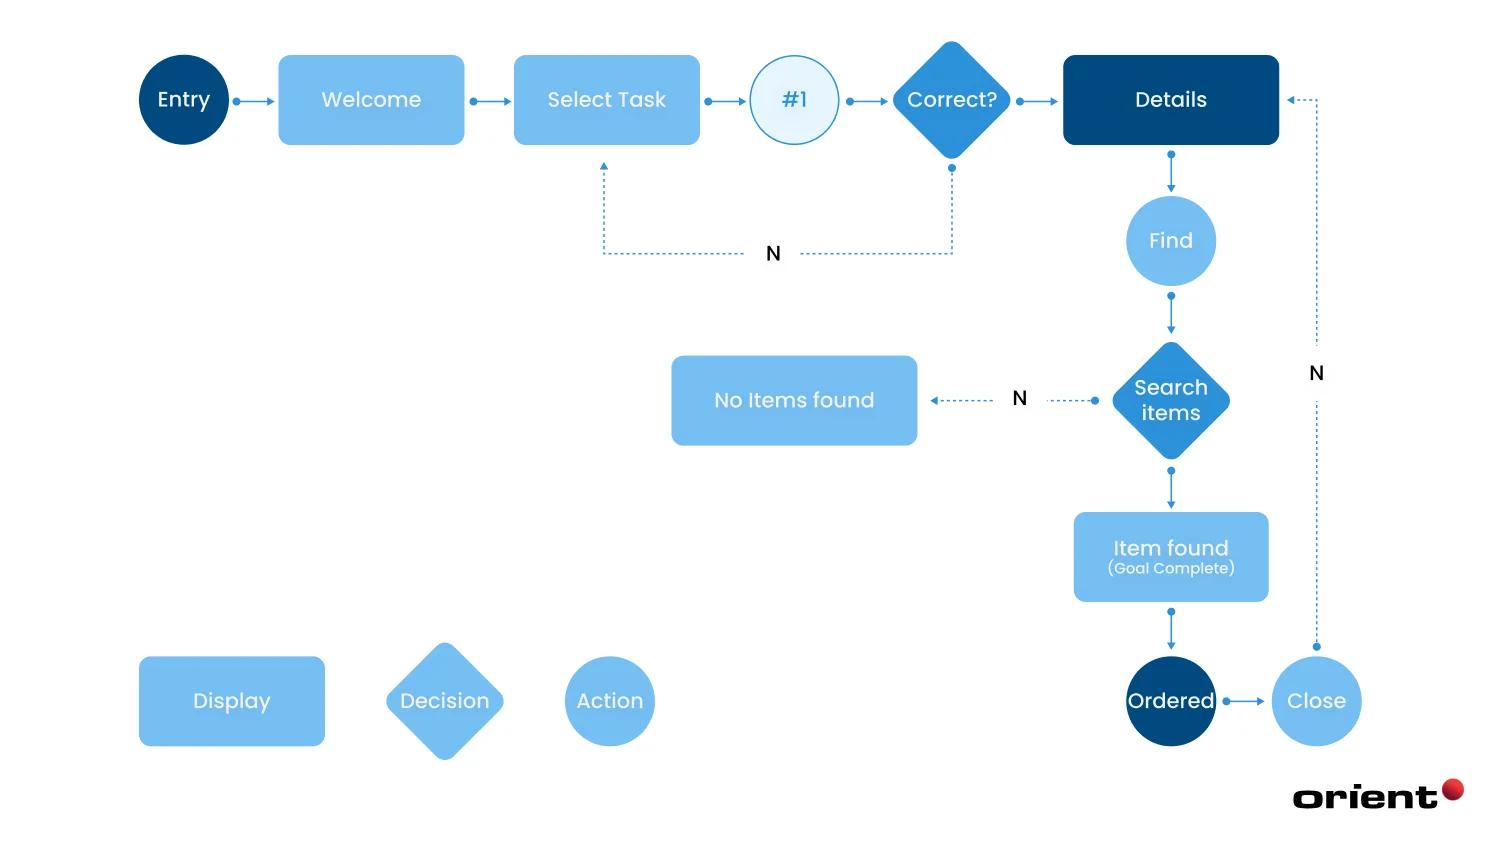 Entry
Welcome
Select Task
#1
Correct?
Details
N
Find
N
No Items found
N
Search
items
Item found
(Goal Complete)
Display
Decision
Action
Ordered
Close
orient